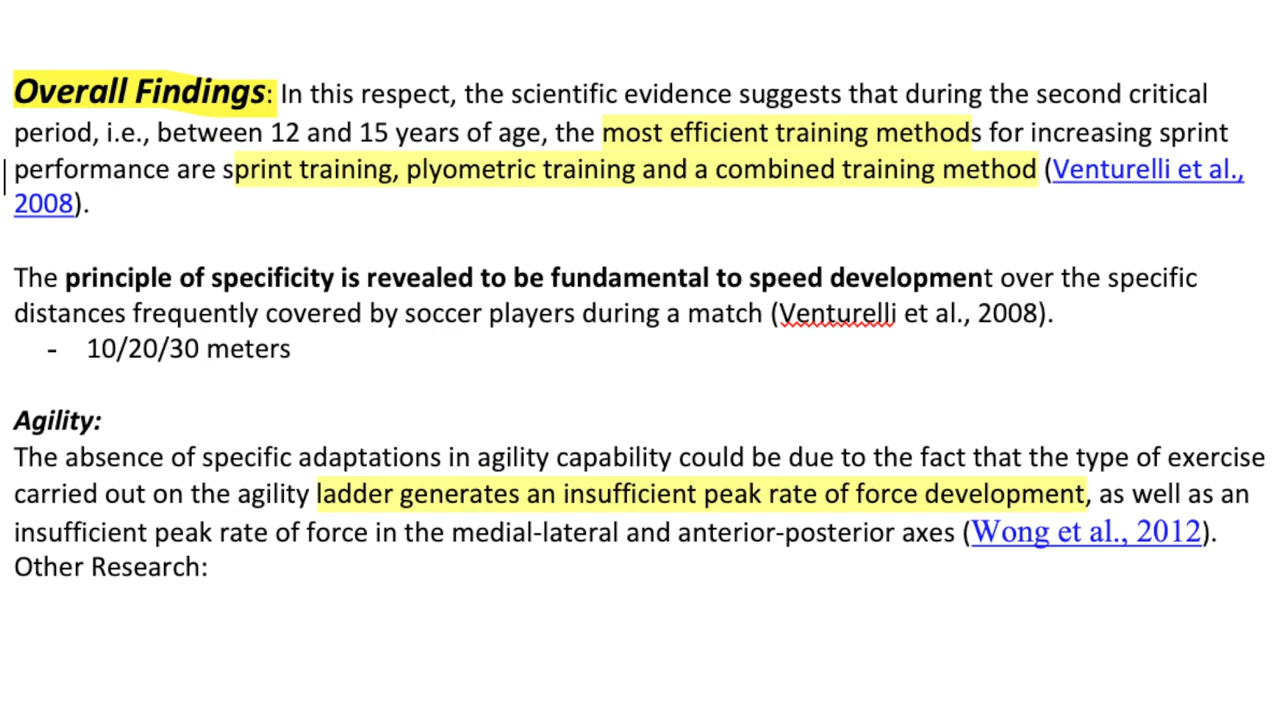 Overall Findings: In this respect, the scientific evidence suggests that during the second critical
period, i.e., between 12 and 15 years of age, the most efficient training methods for increasing sprint
performance are sprint training, plyometric training and a combined training method (Venturelli et al.,
2008).
The principle of specificity is revealed to be fundamental to speed development over the specific
distances frequently covered by soccer players during a match (Venturelli et al., 2008).
- 10/20/30 meters
Agility:
The absence of specific adaptations in agility capability could be due to the fact that the type of exercise
carried out on the agility ladder generates an insufficient peak rate of force development, as well as an
insufficient peak rate of force in the medial-lateral and anterior-posterior axes (Wong et al., 2012).
Other Research: